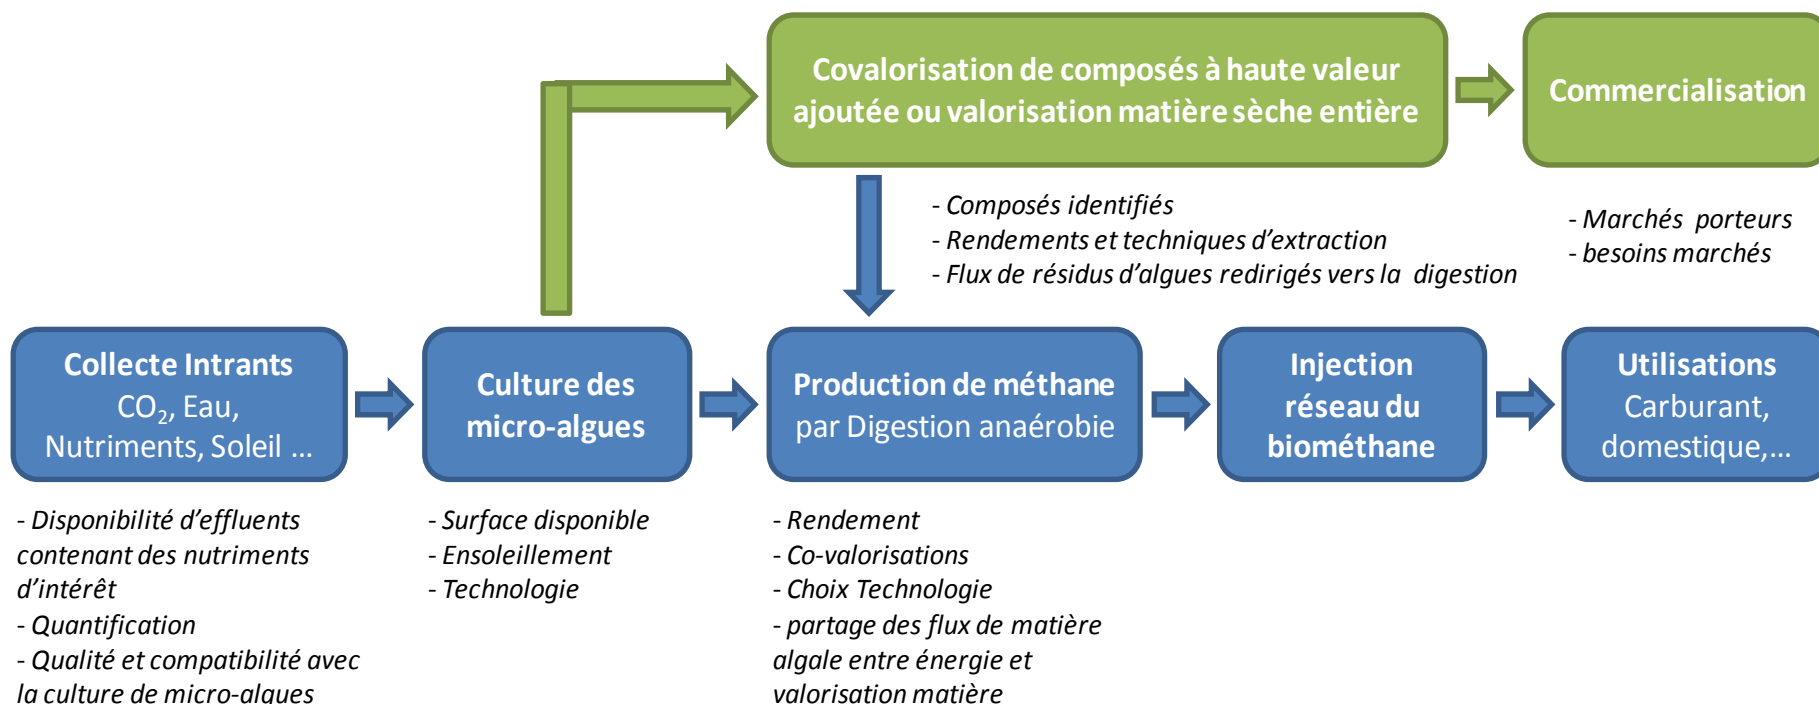 Covalorisation de composés à haute valeur
ajoutée ou valorisation matière sèche entière
Commercialisation
- Composés identifiés
- Rendements et techniques d’extraction
- Flux de résidus d’algues redirigés vers la digestion
- Marchés porteurs
- besoins marchés
Collecte Intrants
CO₂, Eau,
Nutriments, Soleil ...
Culture des
micro-algues
Production de méthane
par Digestion anaérobie
Injection
réseau du
biométhane
Utilisations
Carburant,
domestique,...
- Disponibilité d’effluents
contenant des nutriments
d’intérêt
- Quantification
- Qualité et compatibilité avec
la culture de micro-algues
- Surface disponible
- Ensoleillement
- Technologie
- Rendement
- Co-valorisations
- Choix Technologie
- partage des flux de matière
algale entre énergie et
valorisation matière